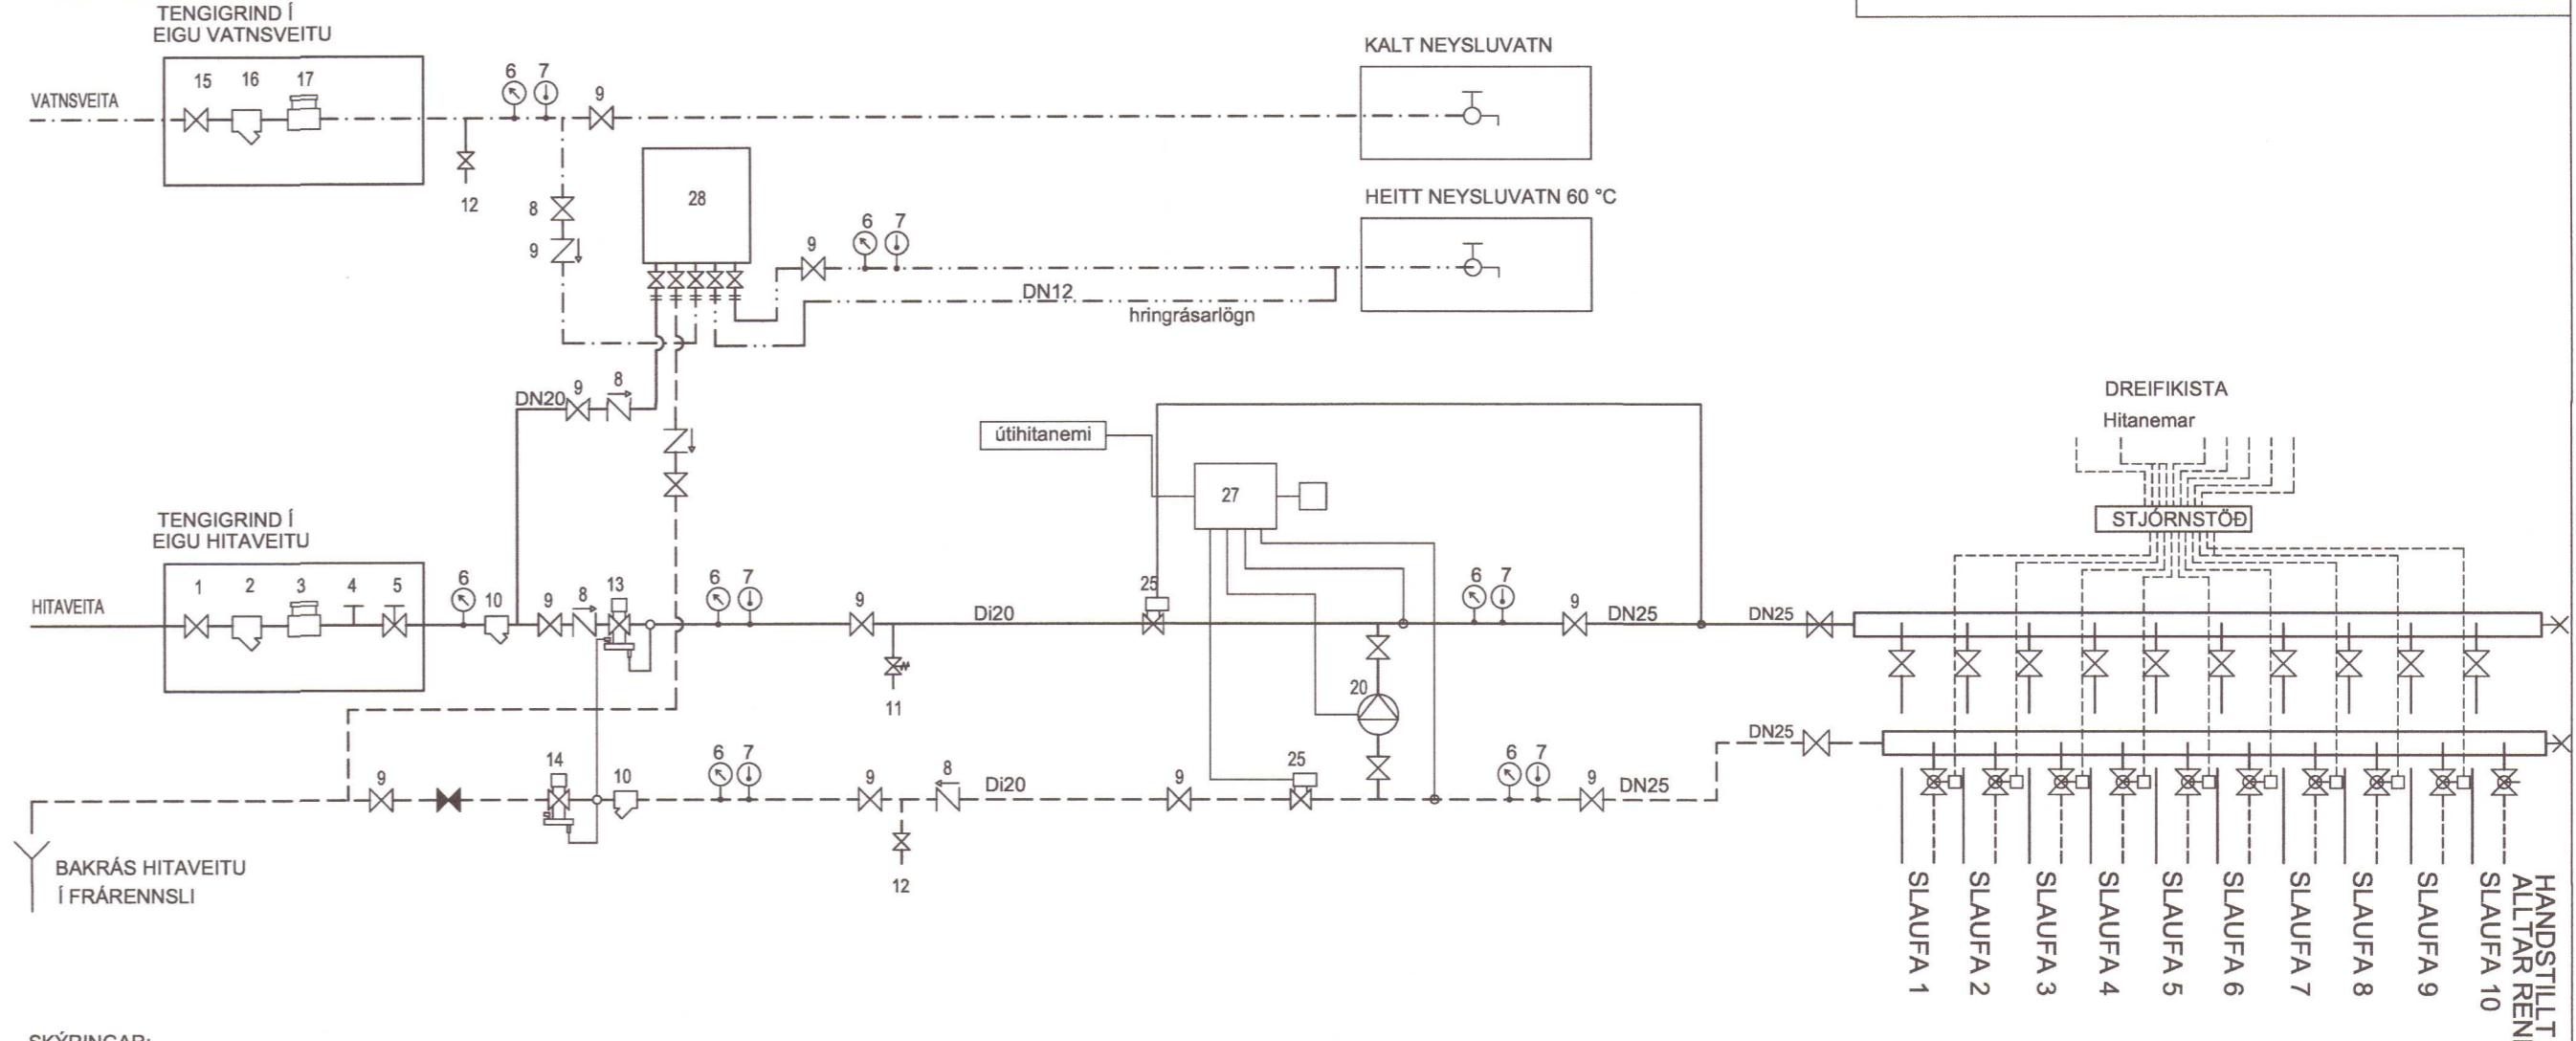 TENGIGRIND Í
EIGU VATNSVEITU
VATNSVEITA
15 16 17
6 7 9
12
8
9
28
KALT NEYSLUVATN
HEITT NEYSLUVATN 60 °C
9 6 7
DN12
hringrásarlögn
DN20 9 8
útihitanemi
27
DREIFIKISTA
Hitanemar
STJÓRNSTÖÐ
TENGIGRIND Í
EIGU HITAVEITU
HITAVEITA
1 2 3 4 5
6 10 9 8 13
6 7 9
11
Di20
25
20
6 7 9
DN25
DN25
BAKRÁS HITAVEITU
Í FRÁRENNSLI
9 14 10
6 7 9
12
8
Di20
9 25
6 7 9
DN25
DN25
SLAUFA 1
SLAUFA 2
SLAUFA 3
SLAUFA 4
SLAUFA 5
SLAUFA 6
SLAUFA 7
SLAUFA 8
SLAUFA 9
SLAUFA 10
HANDSTILLT
ALLTAR
SKÝRINGAR: